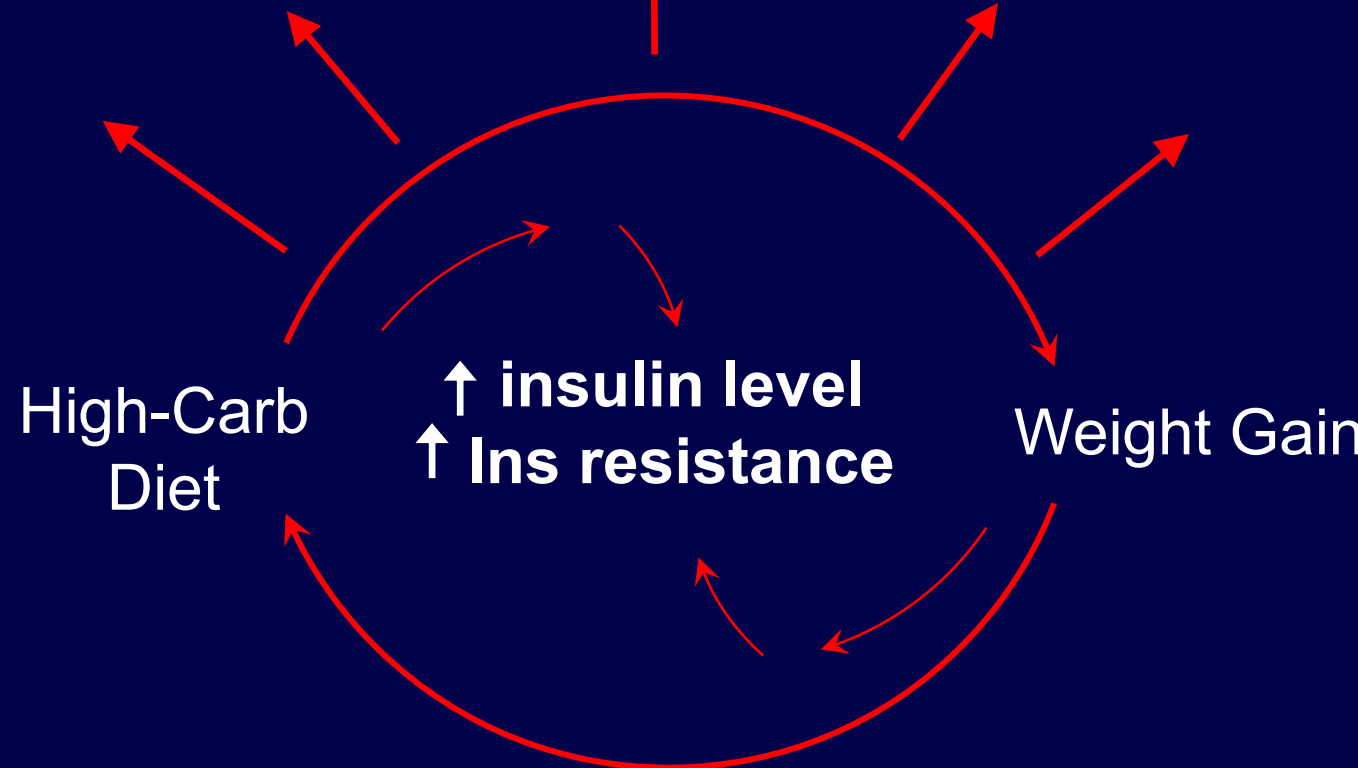 High-Carb
Diet
↑ insulin level
↑ Ins resistance
Weight Gain